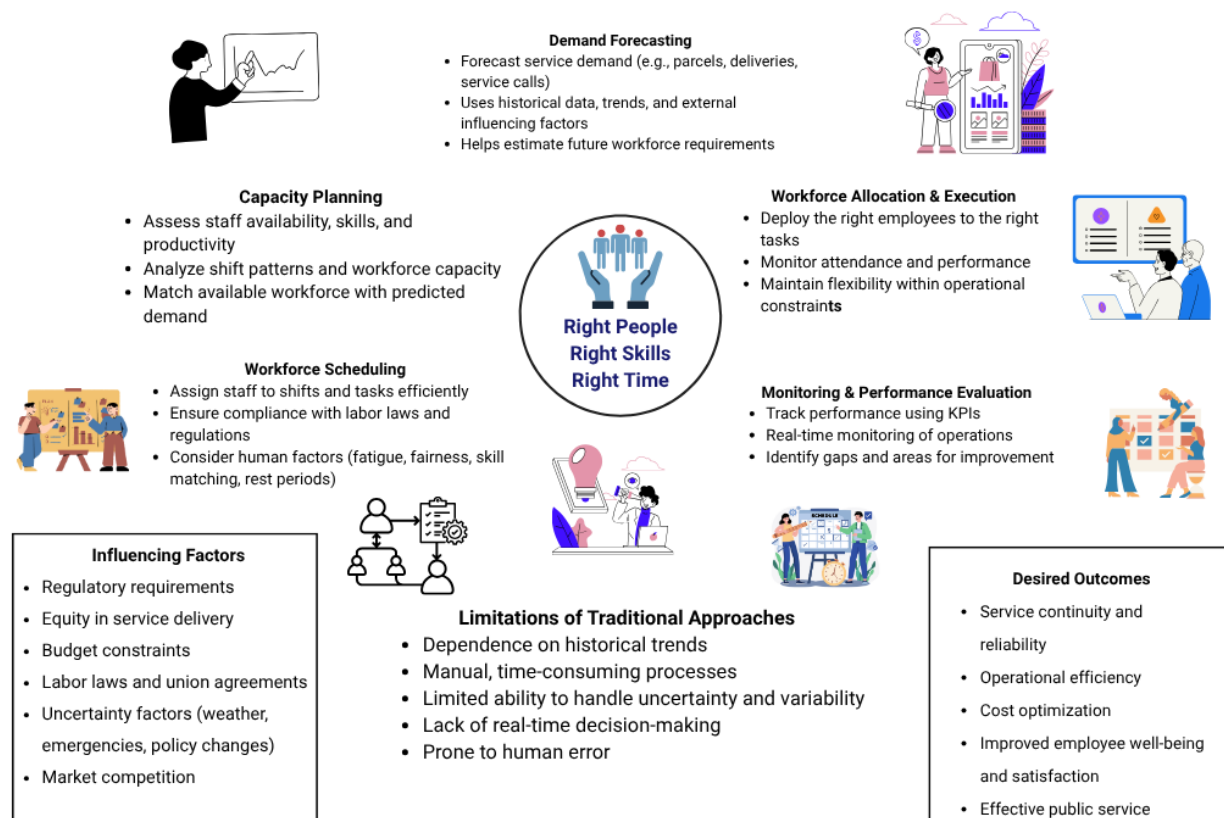 Demand Forecasting
• Forecast service demand (e.g., parcels, deliveries,
service calls)
• Uses historical data, trends, and external
influencing factors
• Helps estimate future workforce requirements
Capacity Planning
• Assess staff availability, skills, and
productivity
• Analyze shift patterns and workforce capacity
• Match available workforce with predicted
demand
Workforce Allocation & Execution
• Deploy the right employees to the right
tasks
• Monitor attendance and performance
• Maintain flexibility within operational
constraints
Right People
Right Skills
Right Time
Workforce Scheduling
• Assign staff to shifts and tasks efficiently
• Ensure compliance with labor laws and
regulations
• Consider human factors (fatigue, fairness, skill
matching, rest periods)
Monitoring & Performance Evaluation
• Track performance using KPIs
• Real-time monitoring of operations
• Identify gaps and areas for improvement
SCHEDULE
Influencing Factors
• Regulatory requirements
• Equity in service delivery
• Budget constraints
• Labor laws and union agreements
• Uncertainty factors (weather,
emergencies, policy changes)
• Market competition
Limitations of Traditional Approaches
• Dependence on historical trends
• Manual, time-consuming processes
• Limited ability to handle uncertainty and variability
• Lack of real-time decision-making
• Prone to human error
Desired Outcomes
• Service continuity and
reliability
• Operational efficiency
• Cost optimization
• Improved employee well-being
and satisfaction
• Effective public service